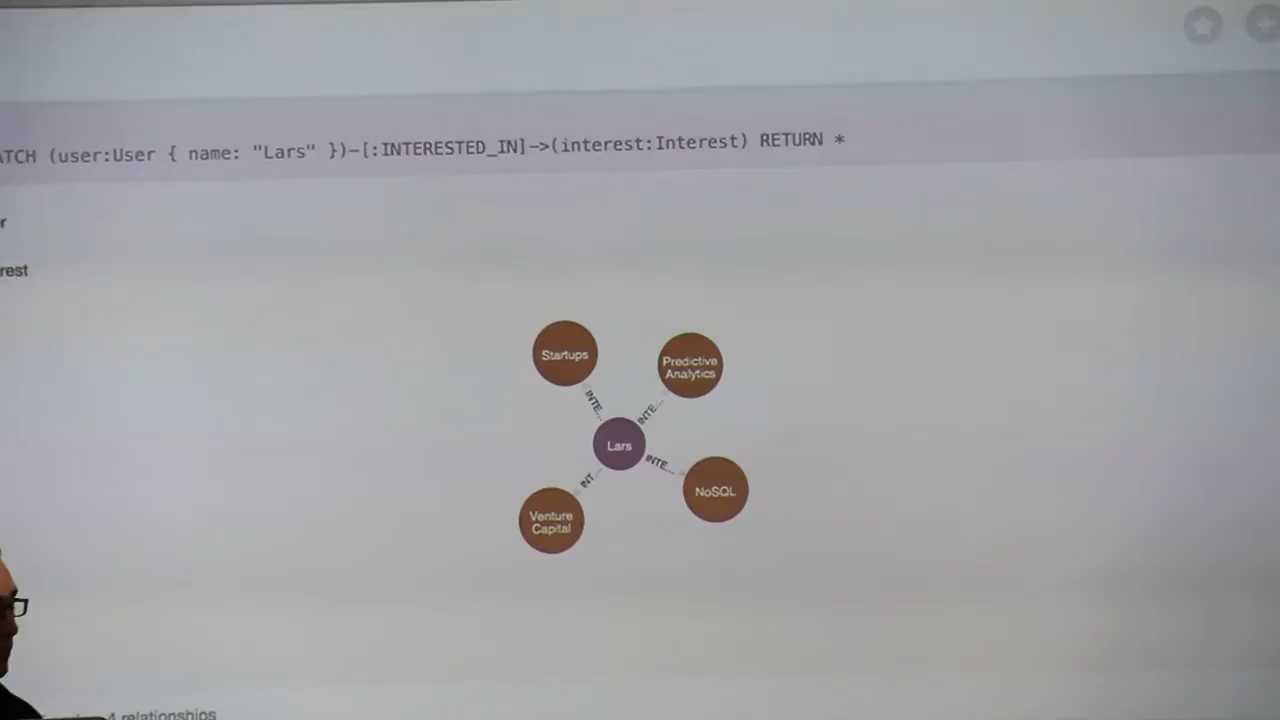 ATCH (user:User { name: "Lars" })-[:INTERESTED_IN]->(interest:Interest) RETURN *
r
rest
Startups
Predictive
Analytics
INTE...
INTE...
Lars
INTE...
INT...
NoSQL
Venture
Capital
4 relationships